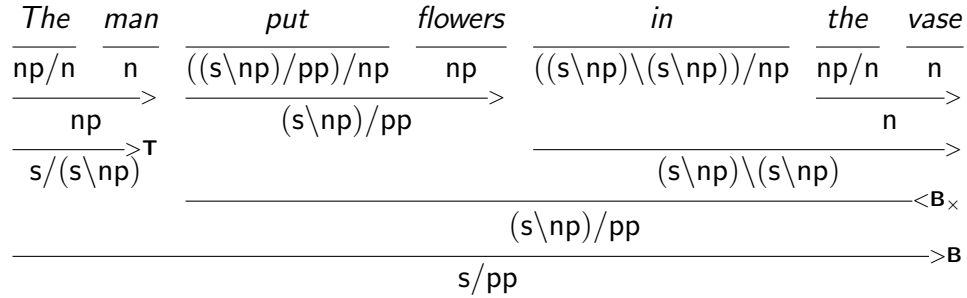 The man put flowers in the vase
np/n n ((s\np)/pp)/np np ((s\np)\(s\np))/np np/n n
> > >
np (s\np)/pp n
>T >
s/(s\np) (s\np)\(s\np)
<B×
(s\np)/pp
>B
s/pp